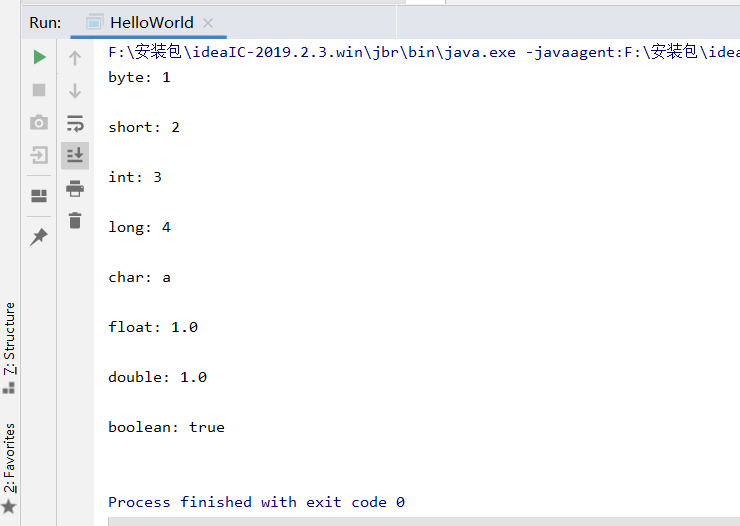 Run: HelloWorld
F:\安装包\ideaIC-2019.2.3.win\jbr\bin\java.exe -javaagent:F:\安装包\idea
byte: 1
short: 2
int: 3
long: 4
char: a
float: 1.0
double: 1.0
boolean: true
Process finished with exit code 0
7: Structure
2: Favorites